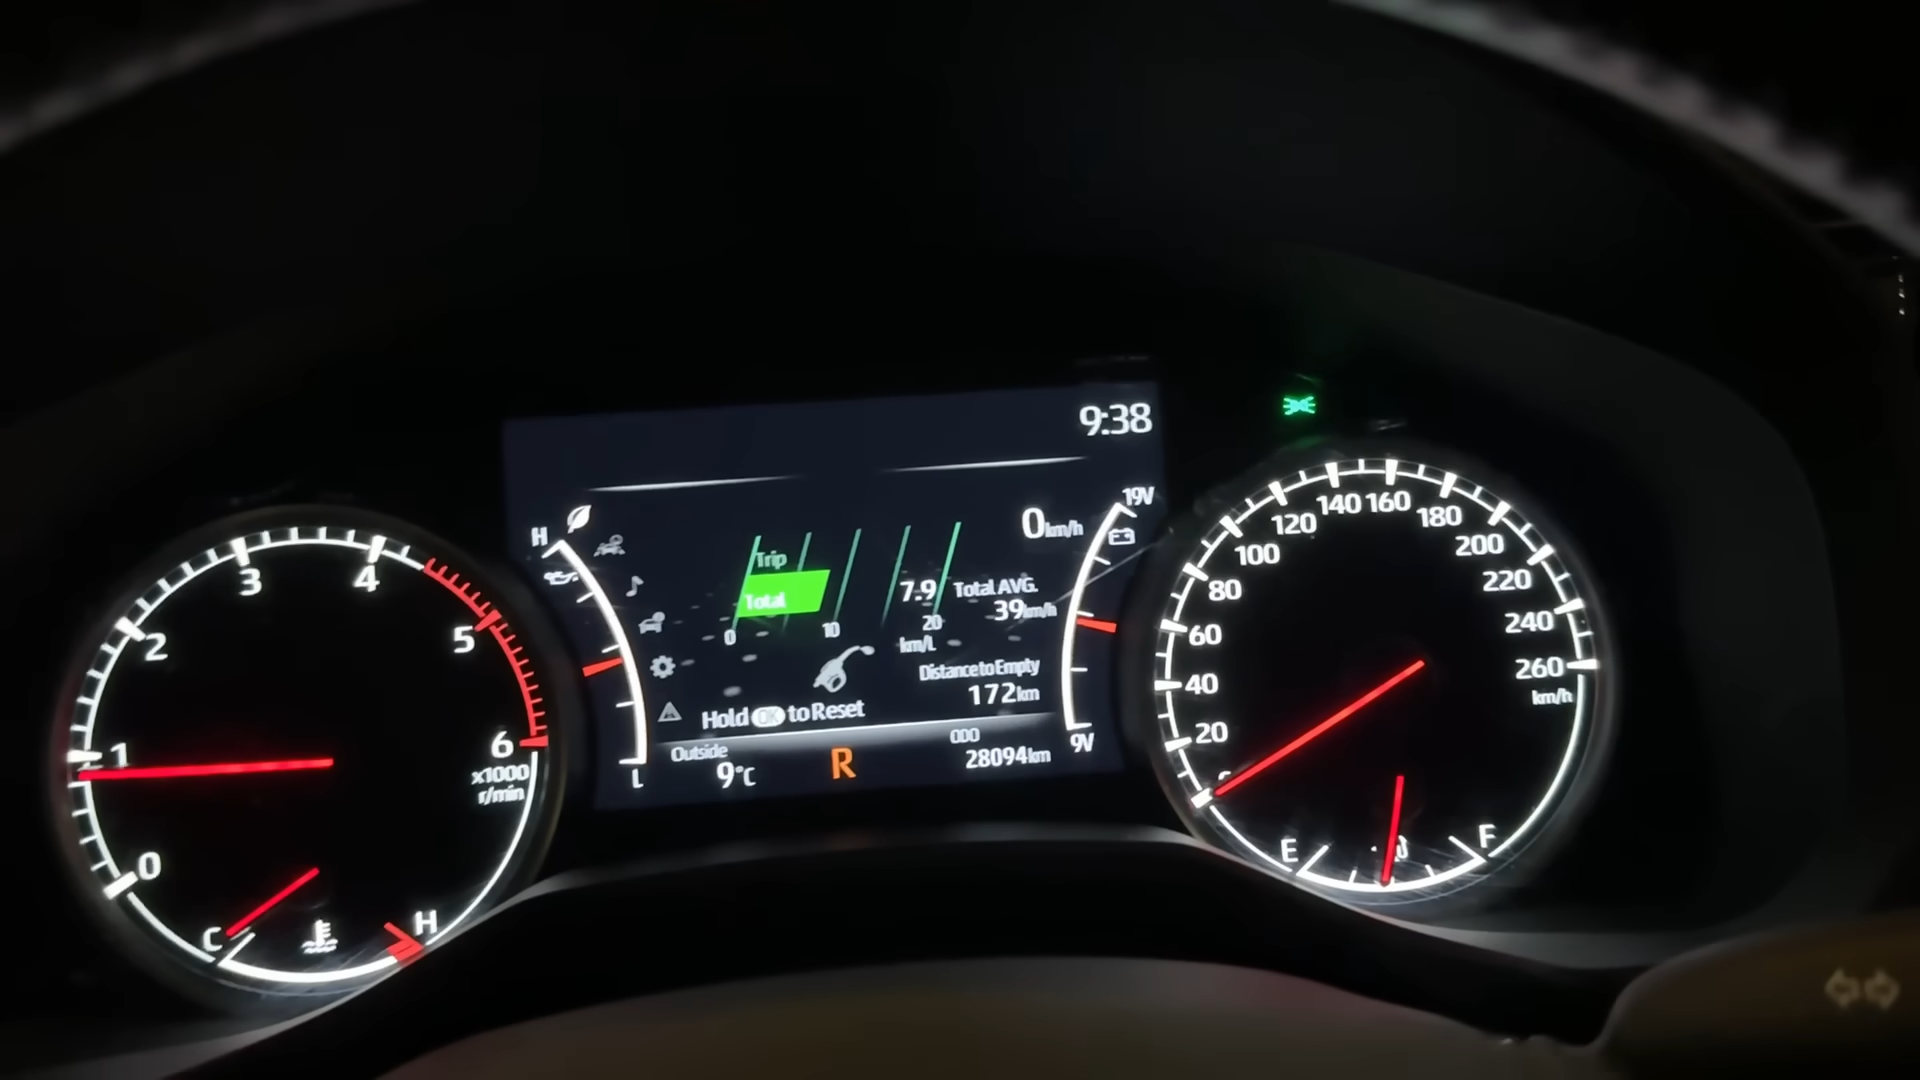 9:38
H
19V
0km/h
Trip
Total
7.9
Total AVG.
39km/h
0
10
20
km/L
Distance to Empty
172km
Hold OK to Reset
Outside
9°C
R
ODO
28094km
L
9V
0
1
2
3
4
5
6
x1000
r/min
C
H
20
40
60
80
100
120
140
160
180
200
220
240
260
km/h
E
F